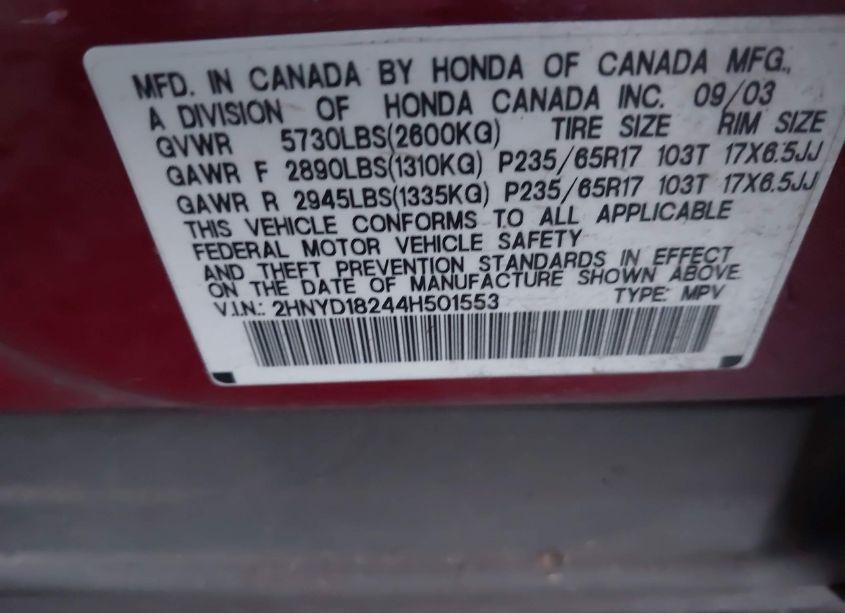 MFD. IN CANADA BY HONDA OF CANADA MFG.,
A DIVISION OF HONDA CANADA INC. 09/03
GVWR 5730LBS(2600KG) TIRE SIZE RIM SIZE
GAWR F 2890LBS(1310KG) P235/65R17 103T 17X6.5JJ
GAWR R 2945LBS(1335KG) P235/65R17 103T 17X6.5JJ
THIS VEHICLE CONFORMS TO ALL APPLICABLE
FEDERAL MOTOR VEHICLE SAFETY
AND THEFT PREVENTION STANDARDS IN EFFECT
ON THE DATE OF MANUFACTURE SHOWN ABOVE.
V.I.N.: 2HNYD18244H501553 TYPE: MPV